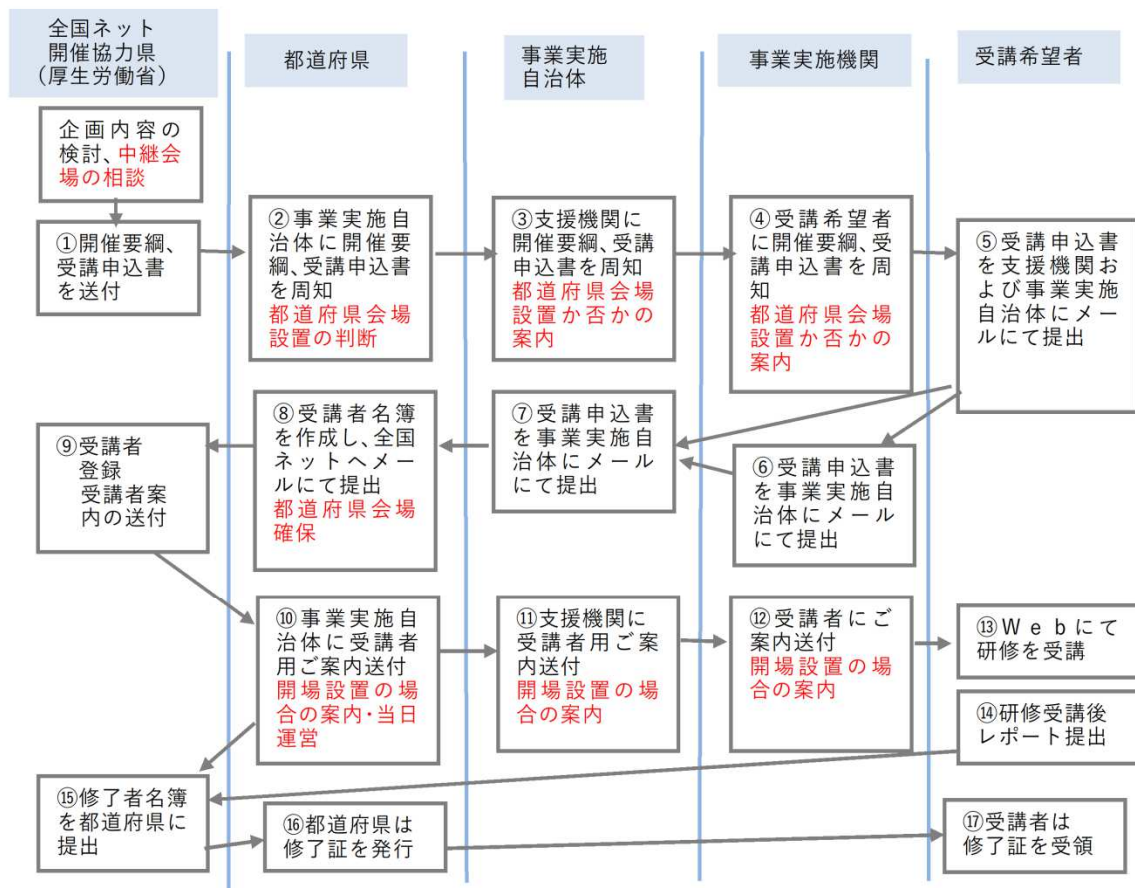 全国ネット
開催協力県
（厚生労働省）
都道府県
事業実施
自治体
事業実施機関
受講希望者
企画内容の
検討、中継会
場の相談
①開催要綱、
受講申込書
を送付
②事業実施自
治体に開催要
綱、受講申込書
を周知
都道府県会場
設置の判断
③支援機関に
開催要綱、受講
申込書を周知
都道府県会場
設置か否かの
案内
④受講希望者
に開催要綱、受
講申込書を周
知
都道府県会場
設置か否かの
案内
⑤受講申込書
を支援機関お
よび事業実施
自治体にメー
ルにて提出
⑥受講申込書
を事業実施自
治体にメール
にて提出
⑦受講申込書
を事業実施自
治体にメール
にて提出
⑧受講者名簿
を作成し、全国
ネットへメー
ルにて提出
都道府県会場
確保
⑨受講者
登録
受講者案
内の送付
⑩事業実施自
治体に受講者
用ご案内送付
開場設置の場
合の案内・当日
運営
⑪支援機関に
受講者用ご案
内送付
開場設置の場
合の案内
⑫受講者にご
案内送付
開場設置の場
合の案内
⑬Ｗｅｂにて
研修を受講
⑭研修受講後
レポート提出
⑮修了者名簿
を都道府県に
提出
⑯都道府県は
修了証を発行
⑰受講者は
修了証を受領